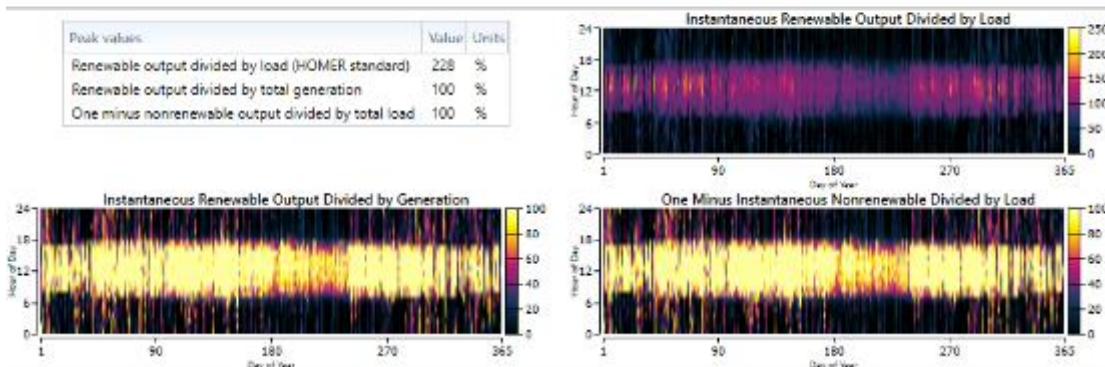 Peak values Value Units
Renewable output divided by load (HOMER standard) 228 %
Renewable output divided by total generation 100 %
One minus nonrenewable output divided by total load 100 %
Instantaneous Renewable Output Divided by Load
Hour of Day
24
18
12
6
0
1 90 180 270 365
Day of Year
250
200
150
100
50
0
Instantaneous Renewable Output Divided by Generation
Hour of Day
24
18
12
6
0
1 90 180 270 365
Day of Year
100
80
60
40
20
0
One Minus Instantaneous Nonrenewable Divided by Load
Hour of Day
24
18
12
6
0
1 90 180 270 365
Day of Year
100
80
60
40
20
0